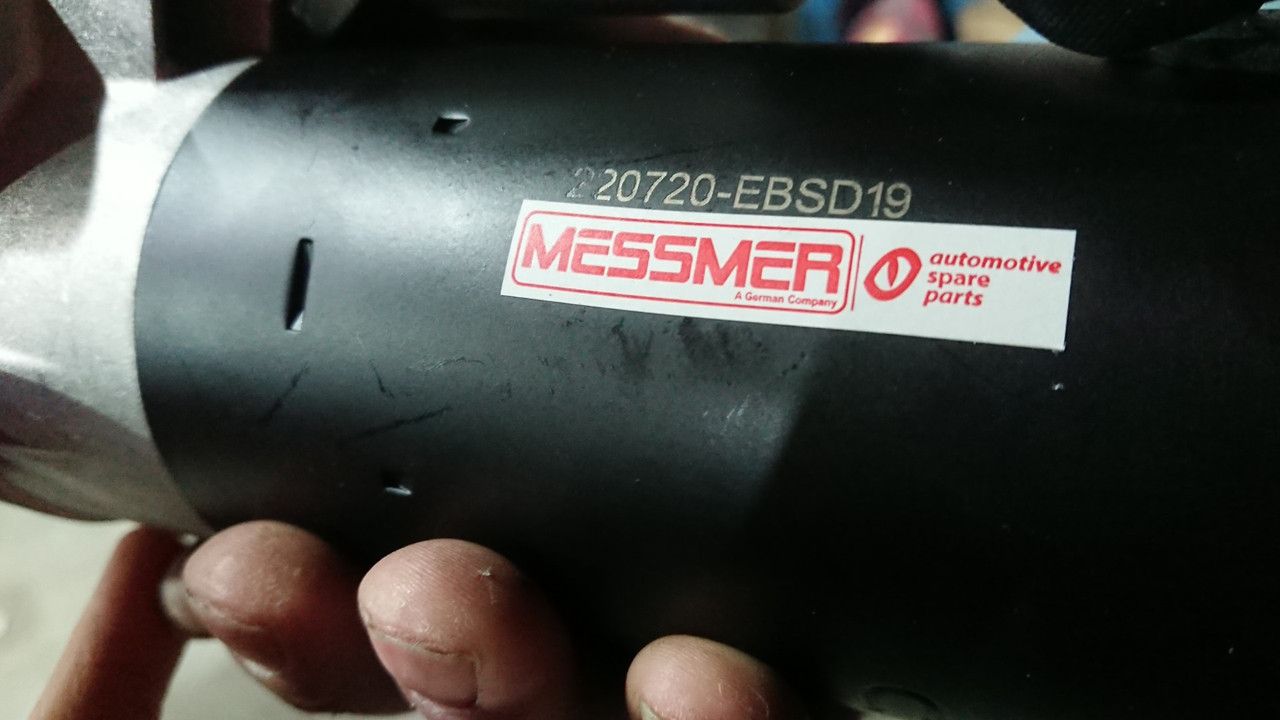 220720-EBSD19
MESSMER
A German Company
automotive
spare
parts